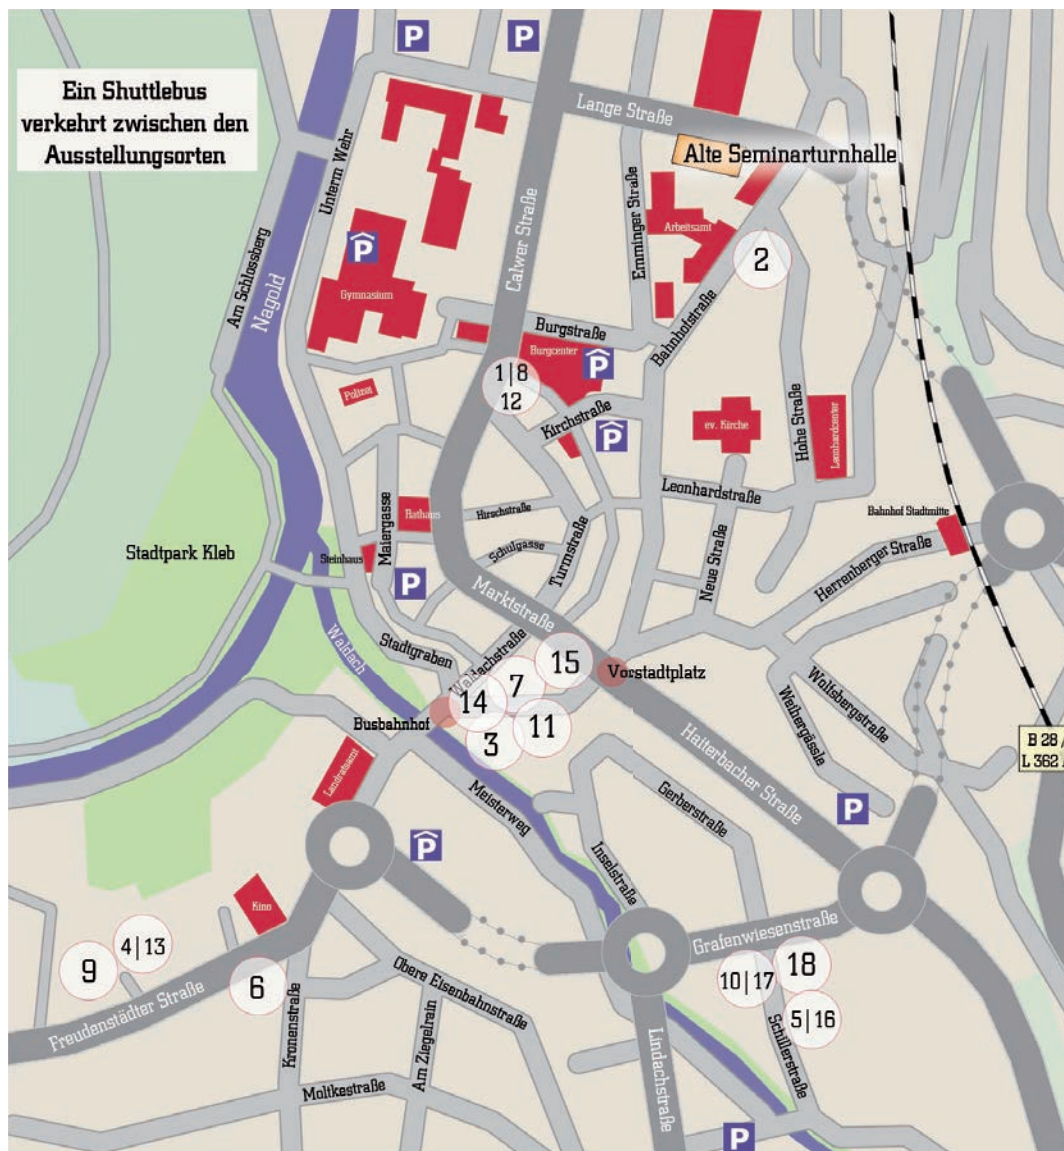 P
P
Ein Shuttlebus
verkehrt zwischen den
Ausstellungsorten
Lange Straße
Alte Seminarturnhalle
Unterm Wehr
Am Schlossberg
Nagold
P
Gymnasium
Calwer Straße
Emminger Straße
Arbeitsamt
2
Bahnhofstraße
Burgstraße
Burgcenter
P
1|8
12
Polizei
Kirchstraße
P
ev. Kirche
Hohe Straße
Leonhardcenter
Leonhardstraße
Maiergasse
Rathaus
Hirschstraße
Schulgasse
Turmstraße
Neue Straße
Bahnhof Stadtmitte
Herrenberger Straße
Stadtpark Kleb
Steinhaus
P
Marktstraße
Waldach
Stadtgraben
Waldachstraße
15
Vorstadtplatz
7
14
Busbahnhof
3
11
Wolfsbergstraße
Weihergässle
B 28 /
L 362
Landratsamt
Meisterweg
Gerberstraße
Haiterbacher Straße
P
P
Inselstraße
Kino
4|13
9
6
Freudenstädter Straße
Grafenwiesenstraße
10|17
18
5|16
Obere Eisenbahnstraße
Kronenstraße
Am Ziegelrain
Moltkestraße
Lindachstraße
Schillerstraße
P